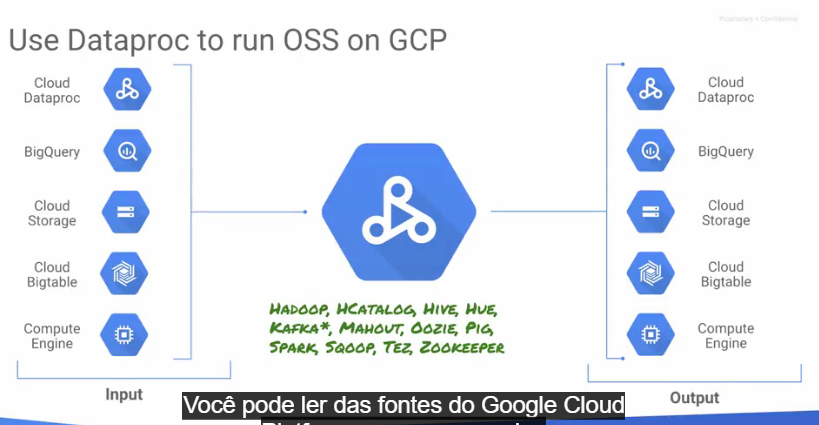 Proprietary + Confidential
Use Dataproc to run OSS on GCP
Cloud
Dataproc
BigQuery
Cloud
Storage
Cloud
Bigtable
Compute
Engine
Input
HADOOP, HCATALOG, HIVE, HUE,
KAFKA*, MAHOUT, OOZIE, PIG,
SPARK, SQOOP, TEZ, ZOOKEEPER
Cloud
Dataproc
BigQuery
Cloud
Storage
Cloud
Bigtable
Compute
Engine
Output
Você pode ler das fontes do Google Cloud